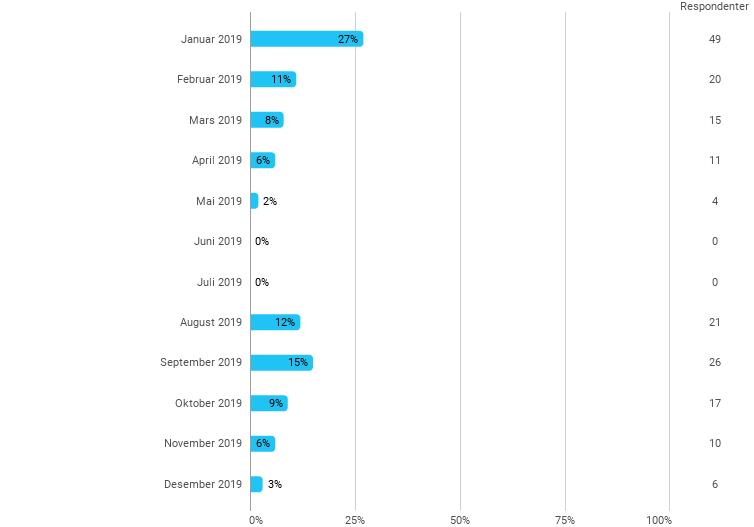 Respondenter
Januar 2019 27% 49
Februar 2019 11% 20
Mars 2019 8% 15
April 2019 6% 11
Mai 2019 2% 4
Juni 2019 0% 0
Juli 2019 0% 0
August 2019 12% 21
September 2019 15% 26
Oktober 2019 9% 17
November 2019 6% 10
Desember 2019 3% 6
0% 25% 50% 75% 100%